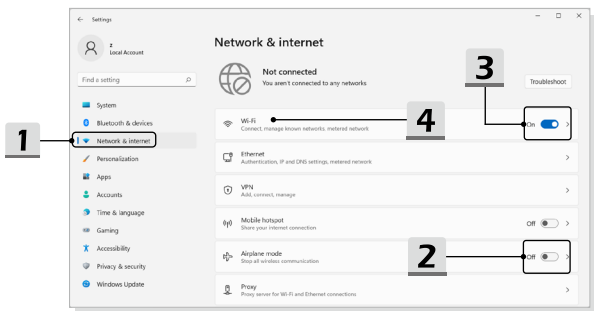 Settings
z
Local Account
Find a setting
System
Bluetooth & devices
Network & internet
Personalization
Apps
Accounts
Time & language
Gaming
Accessibility
Privacy & security
Windows Update
Network & internet
Not connected
You aren't connected to any networks
Troubleshoot
Wi-Fi
Connect, manage known networks, metered network
On
Ethernet
Authentication, IP and DNS settings, metered network
VPN
Add, connect, manage
Mobile hotspot
Share your internet connection
Off
Airplane mode
Stop all wireless communication
Off
Proxy
Proxy server for Wi-Fi and Ethernet connections
1
2
3
4